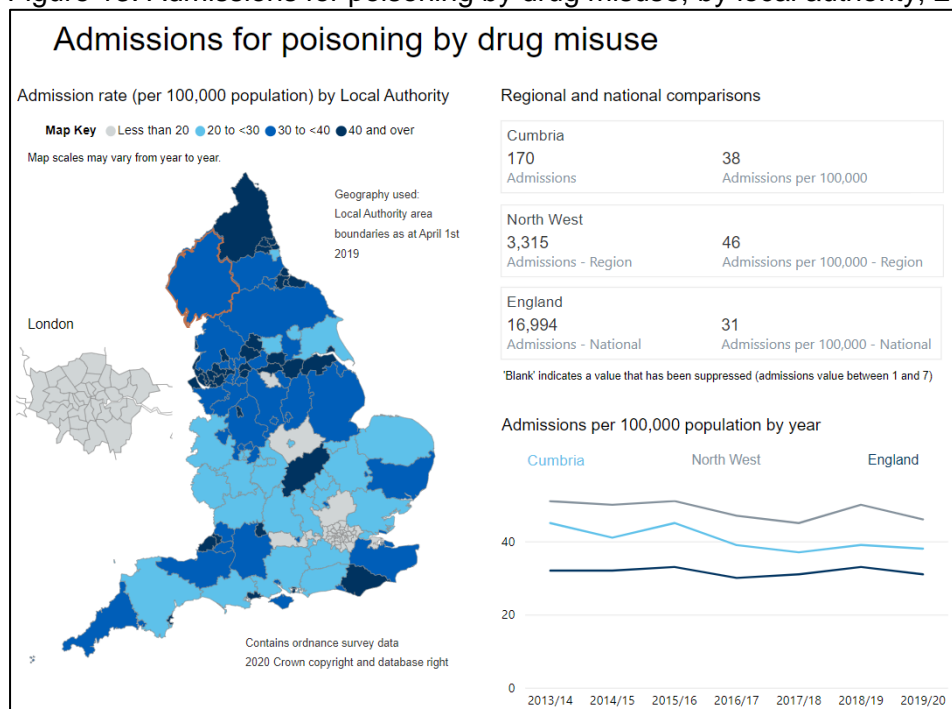 Admissions for poisoning by drug misuse
Admission rate (per 100,000 population) by Local Authority
Map Key Less than 20 20 to <30 30 to <40 40 and over
Map scales may vary from year to year.
Geography used:
Local Authority area
boundaries as at April 1st
2019
London
Contains ordnance survey data
2020 Crown copyright and database right
Regional and national comparisons
Cumbria
170 38
Admissions Admissions per 100,000
North West
3,315 46
Admissions - Region Admissions per 100,000 - Region
England
16,994 31
Admissions - National Admissions per 100,000 - National
'Blank' indicates a value that has been suppressed (admissions value between 1 and 7)
Admissions per 100,000 population by year
Cumbria North West England
40
20
0
2013/14 2014/15 2015/16 2016/17 2017/18 2018/19 2019/20